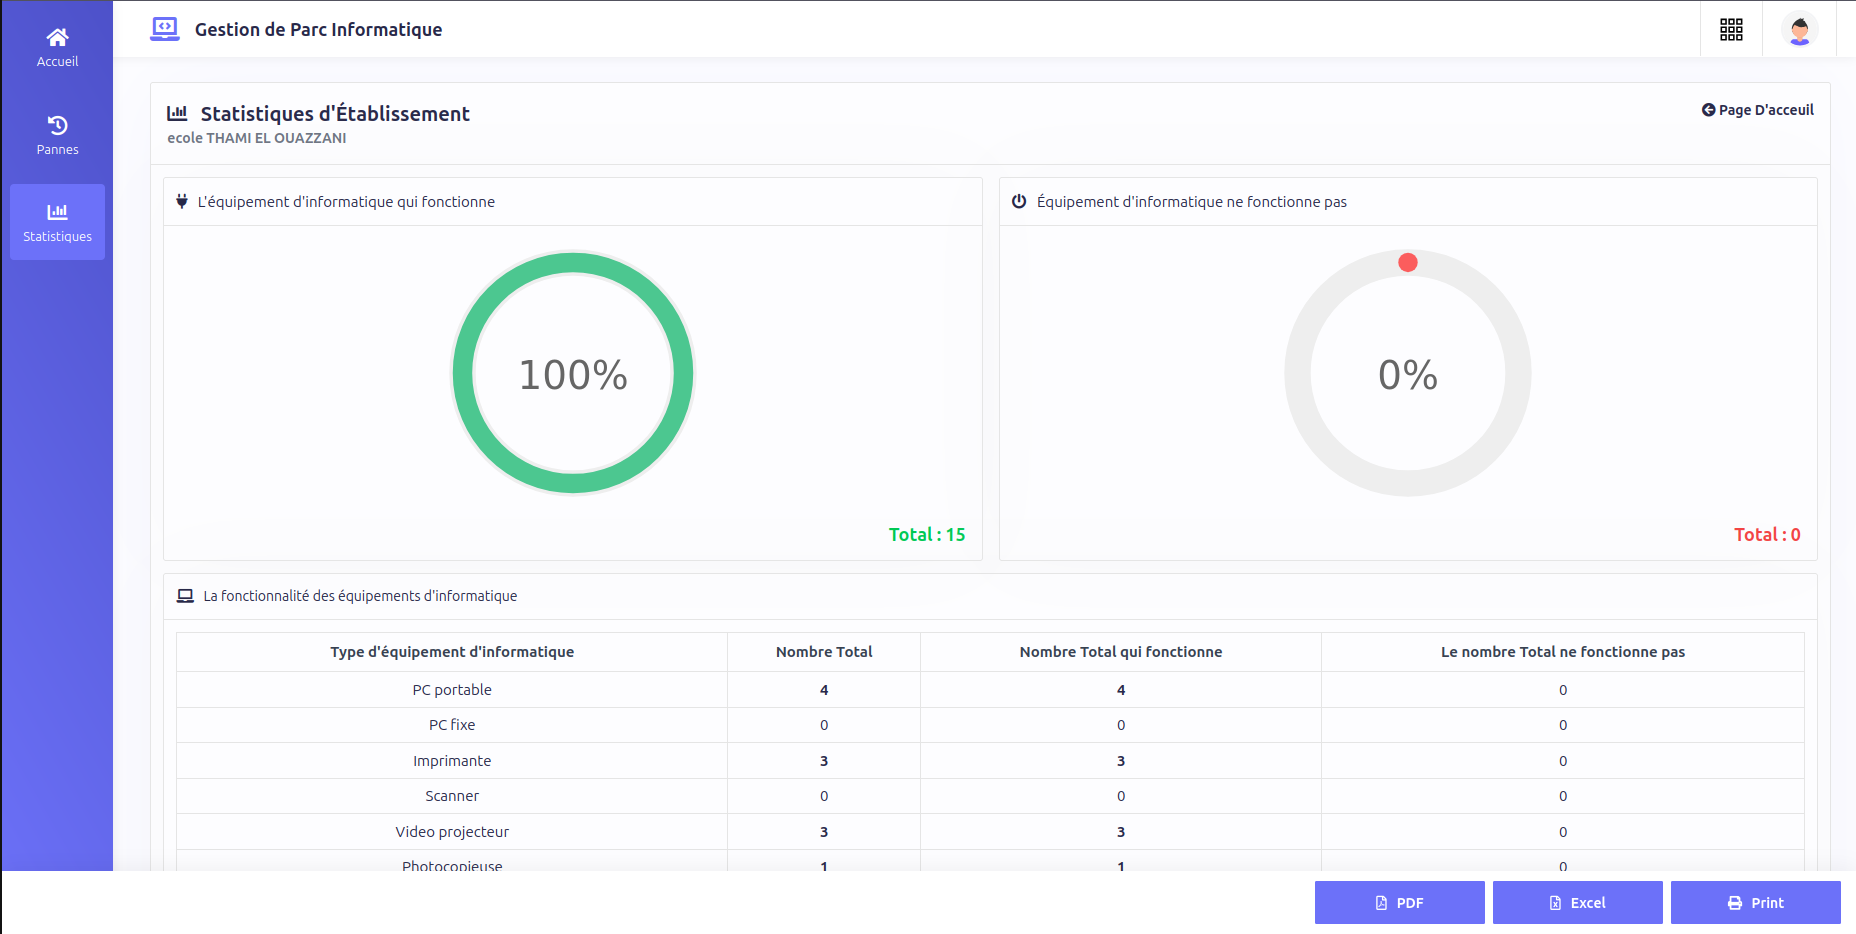 Accueil
Pannes
Statistiques
Gestion de Parc Informatique
Statistiques d'Établissement
ecole THAMI EL OUAZZANI
Page D'acceuil
L'équipement d'informatique qui fonctionne
100%
Total : 15
Équipement d'informatique ne fonctionne pas
0%
Total : 0
La fonctionnalité des équipements d'informatique
Type d'équipement d'informatique Nombre Total Nombre Total qui fonctionne Le nombre Total ne fonctionne pas
PC portable 4 4 0
PC fixe 0 0 0
Imprimante 3 3 0
Scanner 0 0 0
Video projecteur 3 3 0
Photocopieuse 1 1 0
PDF Excel Print